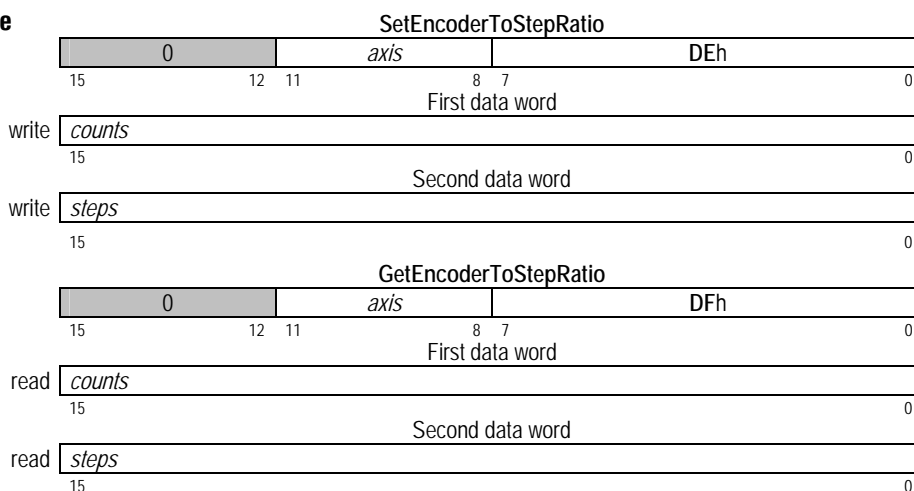 e
SetEncoderToStepRatio
0 axis DEh
15 12 11 8 7 0
First data word
write counts
15 0
Second data word
write steps
15 0
GetEncoderToStepRatio
0 axis DFh
15 12 11 8 7 0
First data word
read counts
15 0
Second data word
read steps
15 0